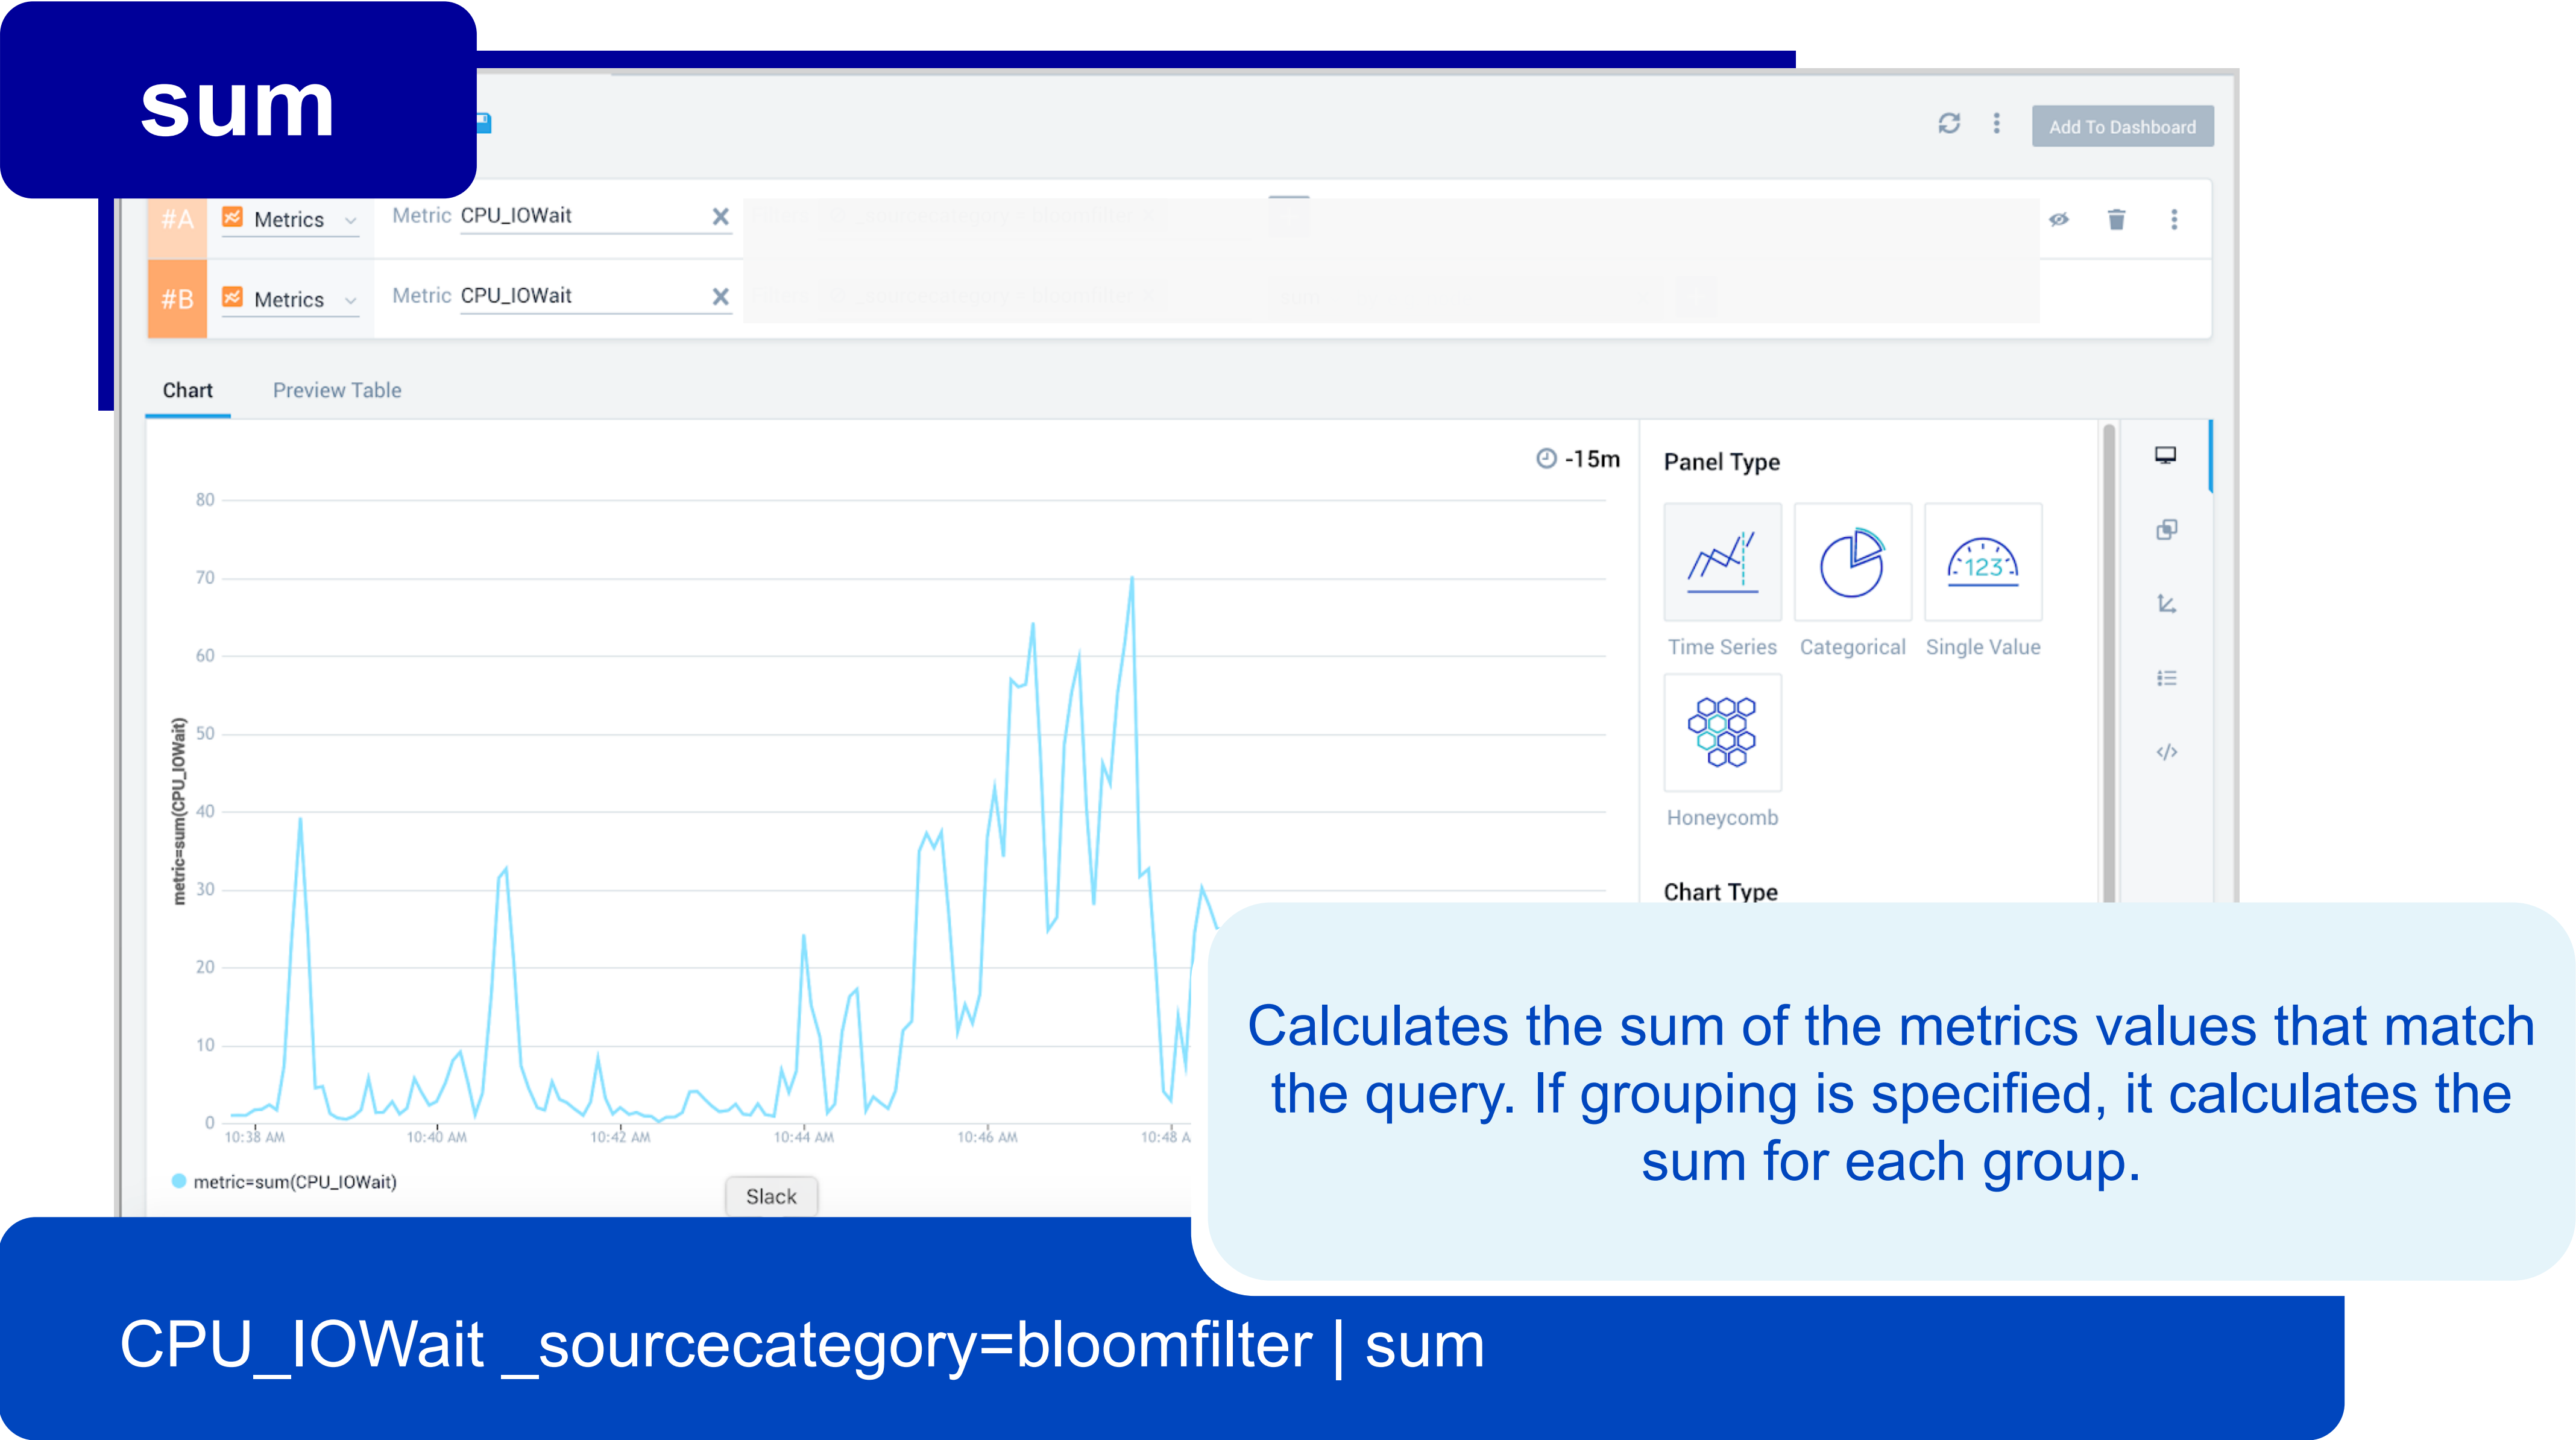 sum
Add To Dashboard
#A Metrics Metric CPU_IOWait
#B Metrics Metric CPU_IOWait
Chart Preview Table
-15m
Panel Type
80
70
60
50
40
30
20
10
0
metric=sum(CPU_IOWait)
10:38 AM 10:40 AM 10:42 AM 10:44 AM 10:46 AM 10:48 A
metric=sum(CPU_IOWait)
Slack
123
Time Series Categorical Single Value
Honeycomb
Chart Type
Calculates the sum of the metrics values that match
the query. If grouping is specified, it calculates the
sum for each group.
CPU_IOWait _sourcecategory=bloomfilter | sum